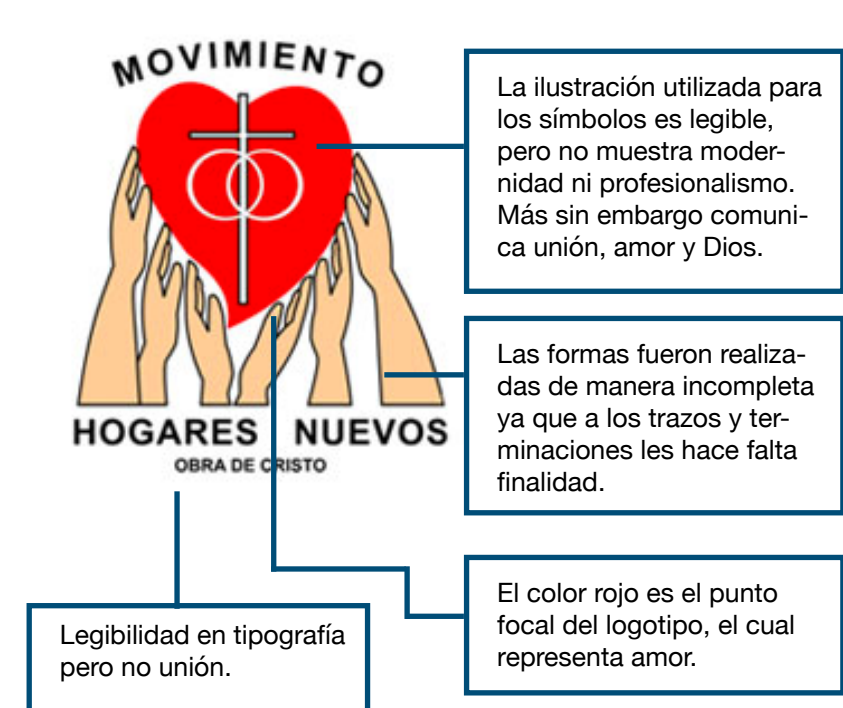 MOVIMIENTO
HOGARES NUEVOS
OBRA DE CRISTO
La ilustración utilizada para
los símbolos es legible,
pero no muestra moder-
nidad ni profesionalismo.
Más sin embargo comuni-
ca unión, amor y Dios.
Las formas fueron realiza-
das de manera incompleta
ya que a los trazos y ter-
minaciones les hace falta
finalidad.
El color rojo es el punto
focal del logotipo, el cual
representa amor.
Legibilidad en tipografía
pero no unión.